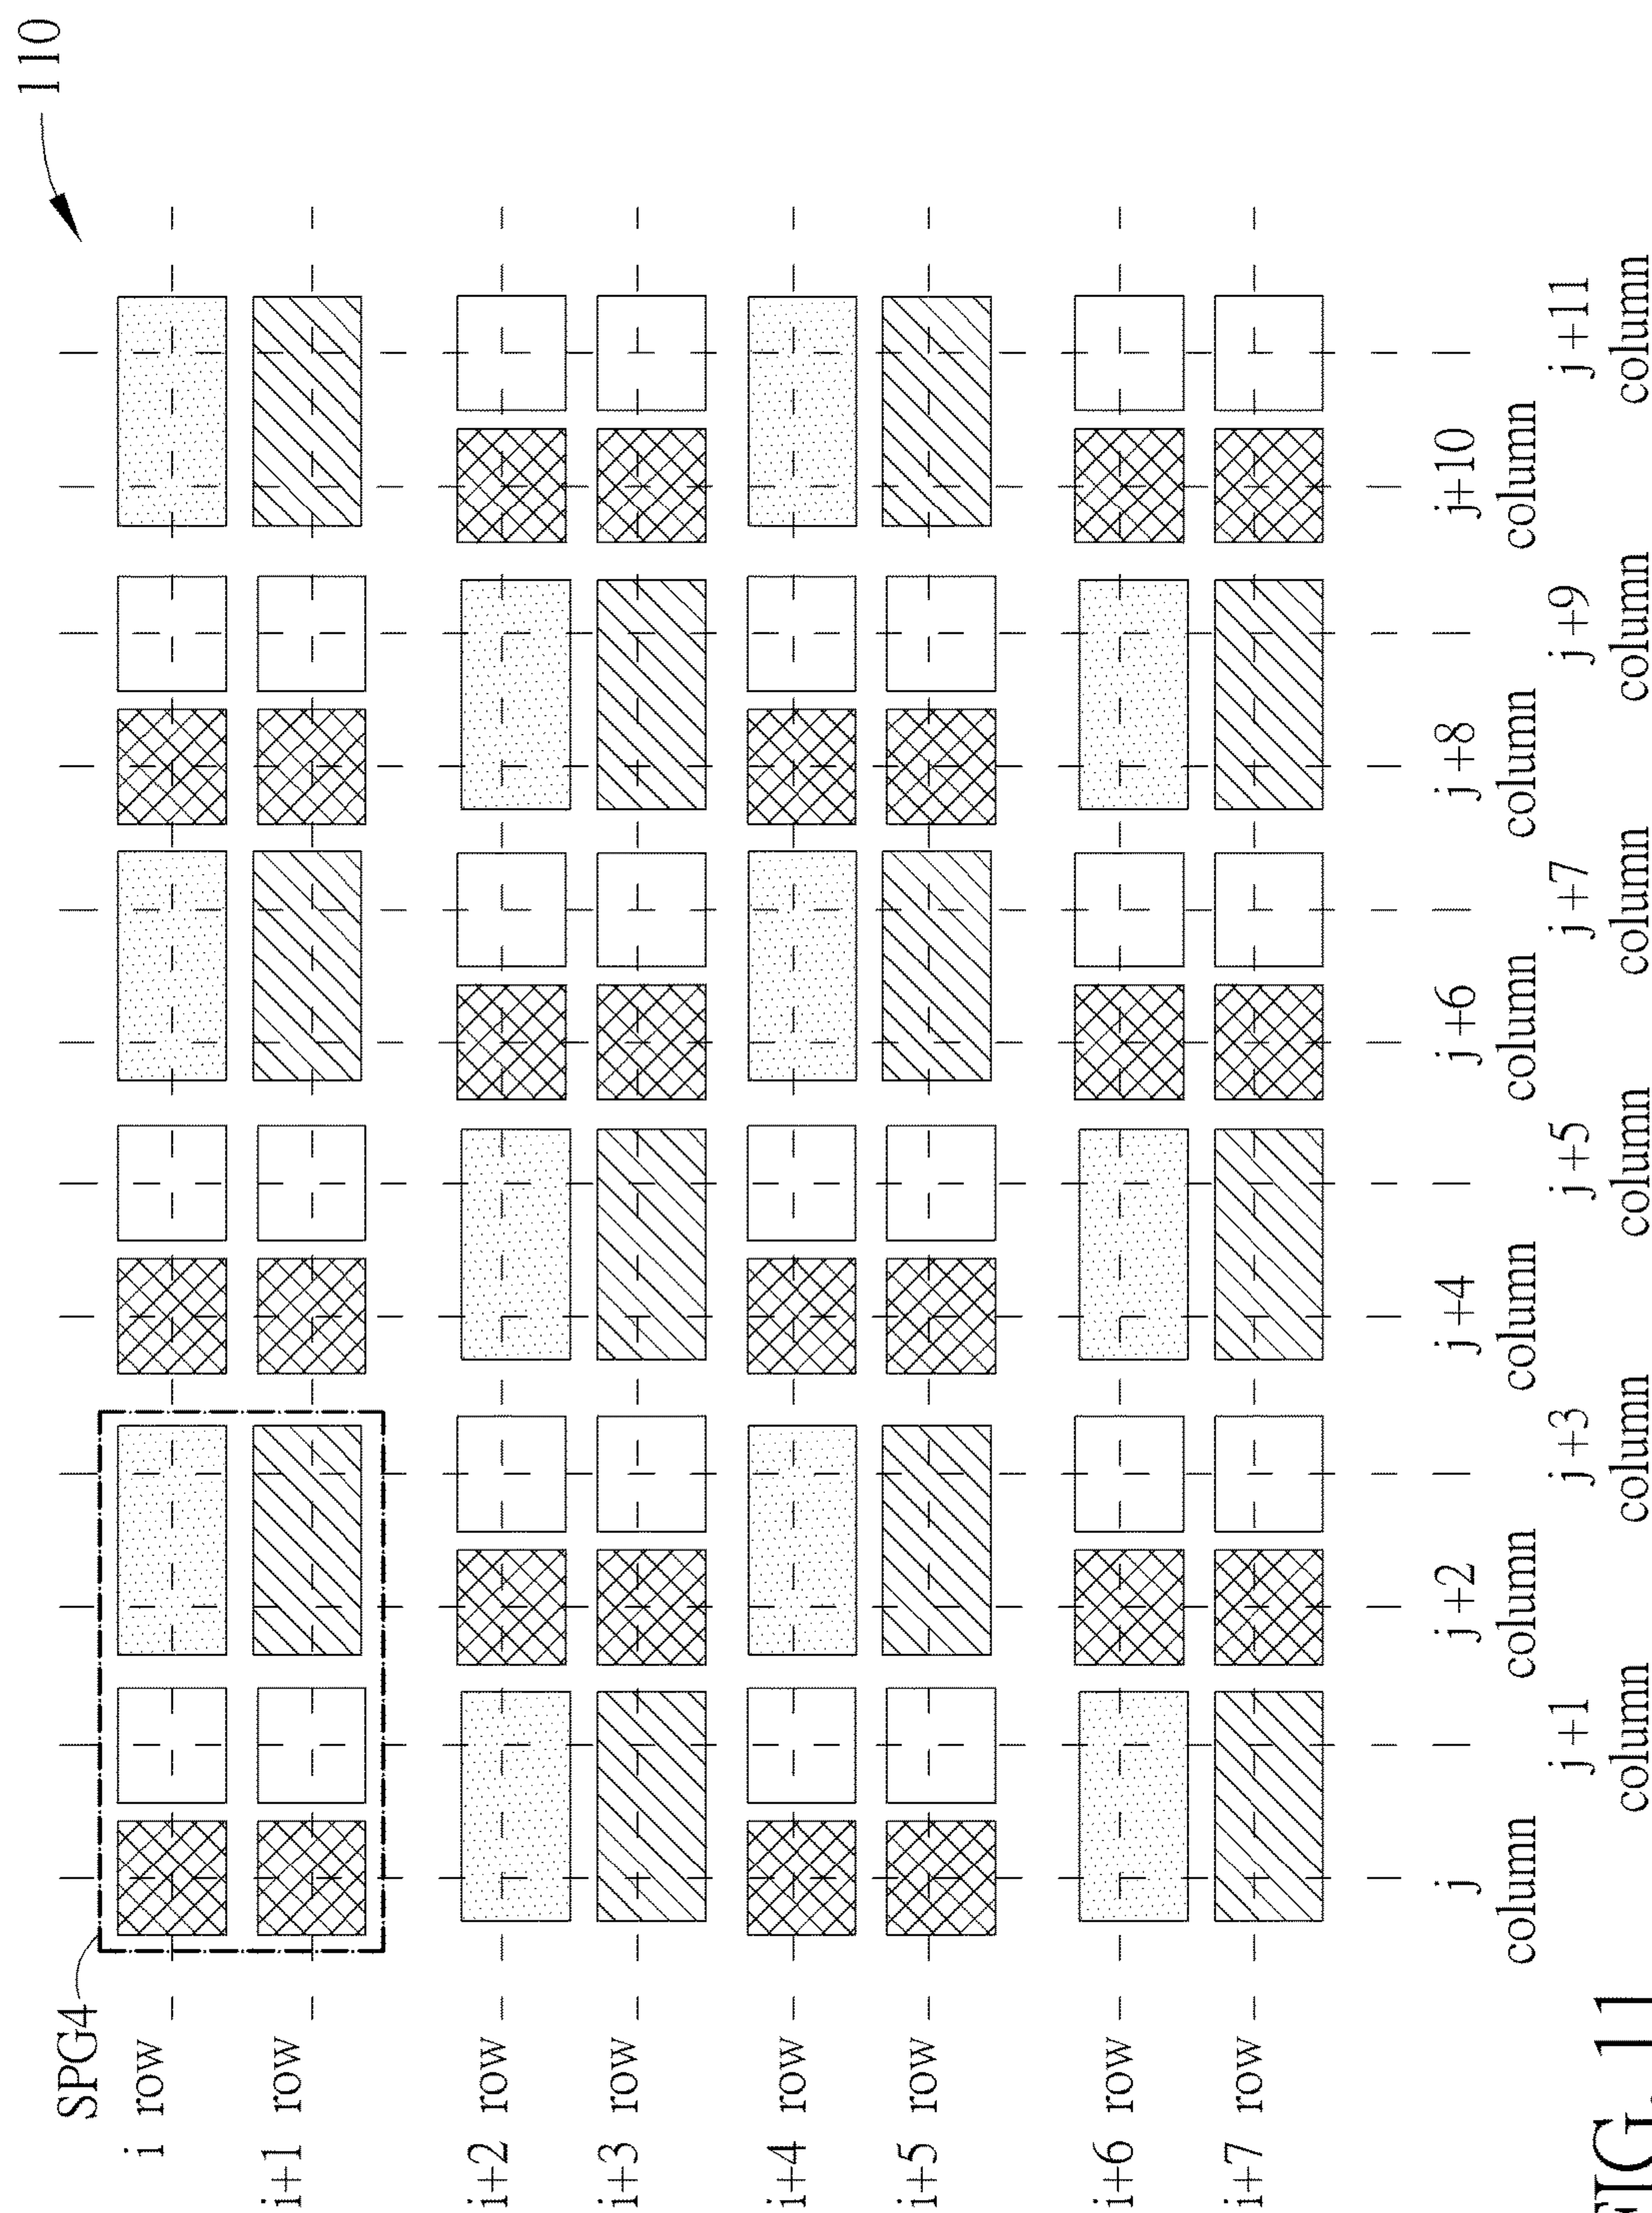 110
SPG4
i row
i+1 row
i+2 row
i+3 row
i+4 row
i+5 row
i+6 row
i+7 row
j
column
j+1
column
j+2
column
j+3
column
j+4
column
j+5
column
j+6
column
j+7
column
j+8
column
j+9
column
j+10
column
j+11
column
FIG. 11